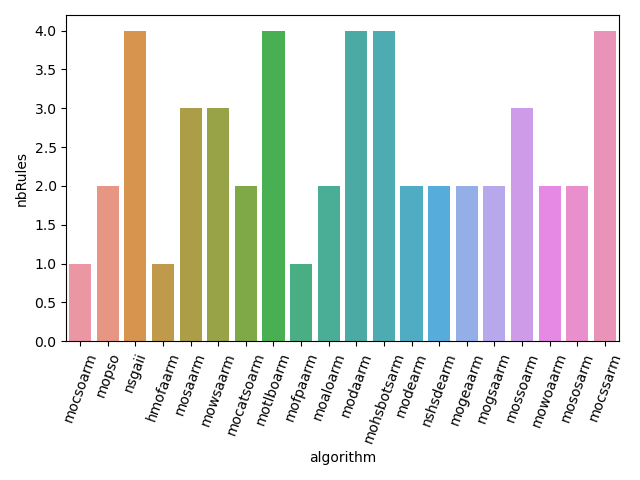 4.0
3.5
3.0
2.5
2.0
1.5
1.0
0.5
0.0
nbRules
mocsoarm
mopso
nsgaii
hmofaarm
mosaarm
mowsaarm
mocatsoarm
motlboarm
mofpaarm
moaloarm
modaarm
mohsbotsarm
modearm
nshsdearm
mogeaarm
mogsaarm
mossoarm
mowoaarm
mososarm
mocssarm
algorithm